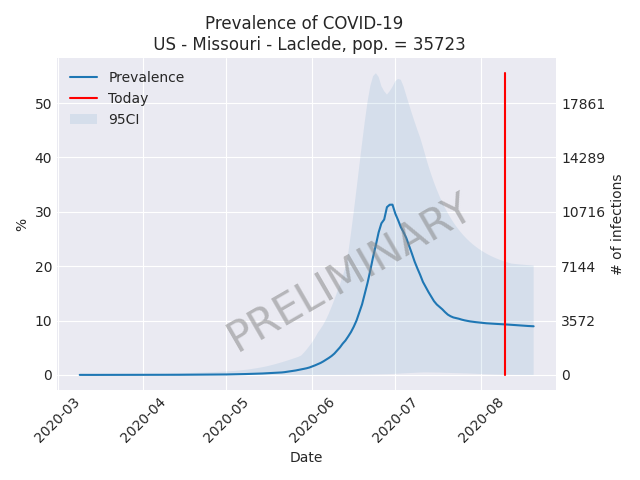 Prevalence of COVID-19
US - Missouri - Laclede, pop. = 35723
Prevalence
Today
95CI
PRELIMINARY
%
50
40
30
20
10
0
17861
14289
10716
7144
3572
0
# of infections
2020-03
2020-04
2020-05
2020-06
2020-07
2020-08
Date